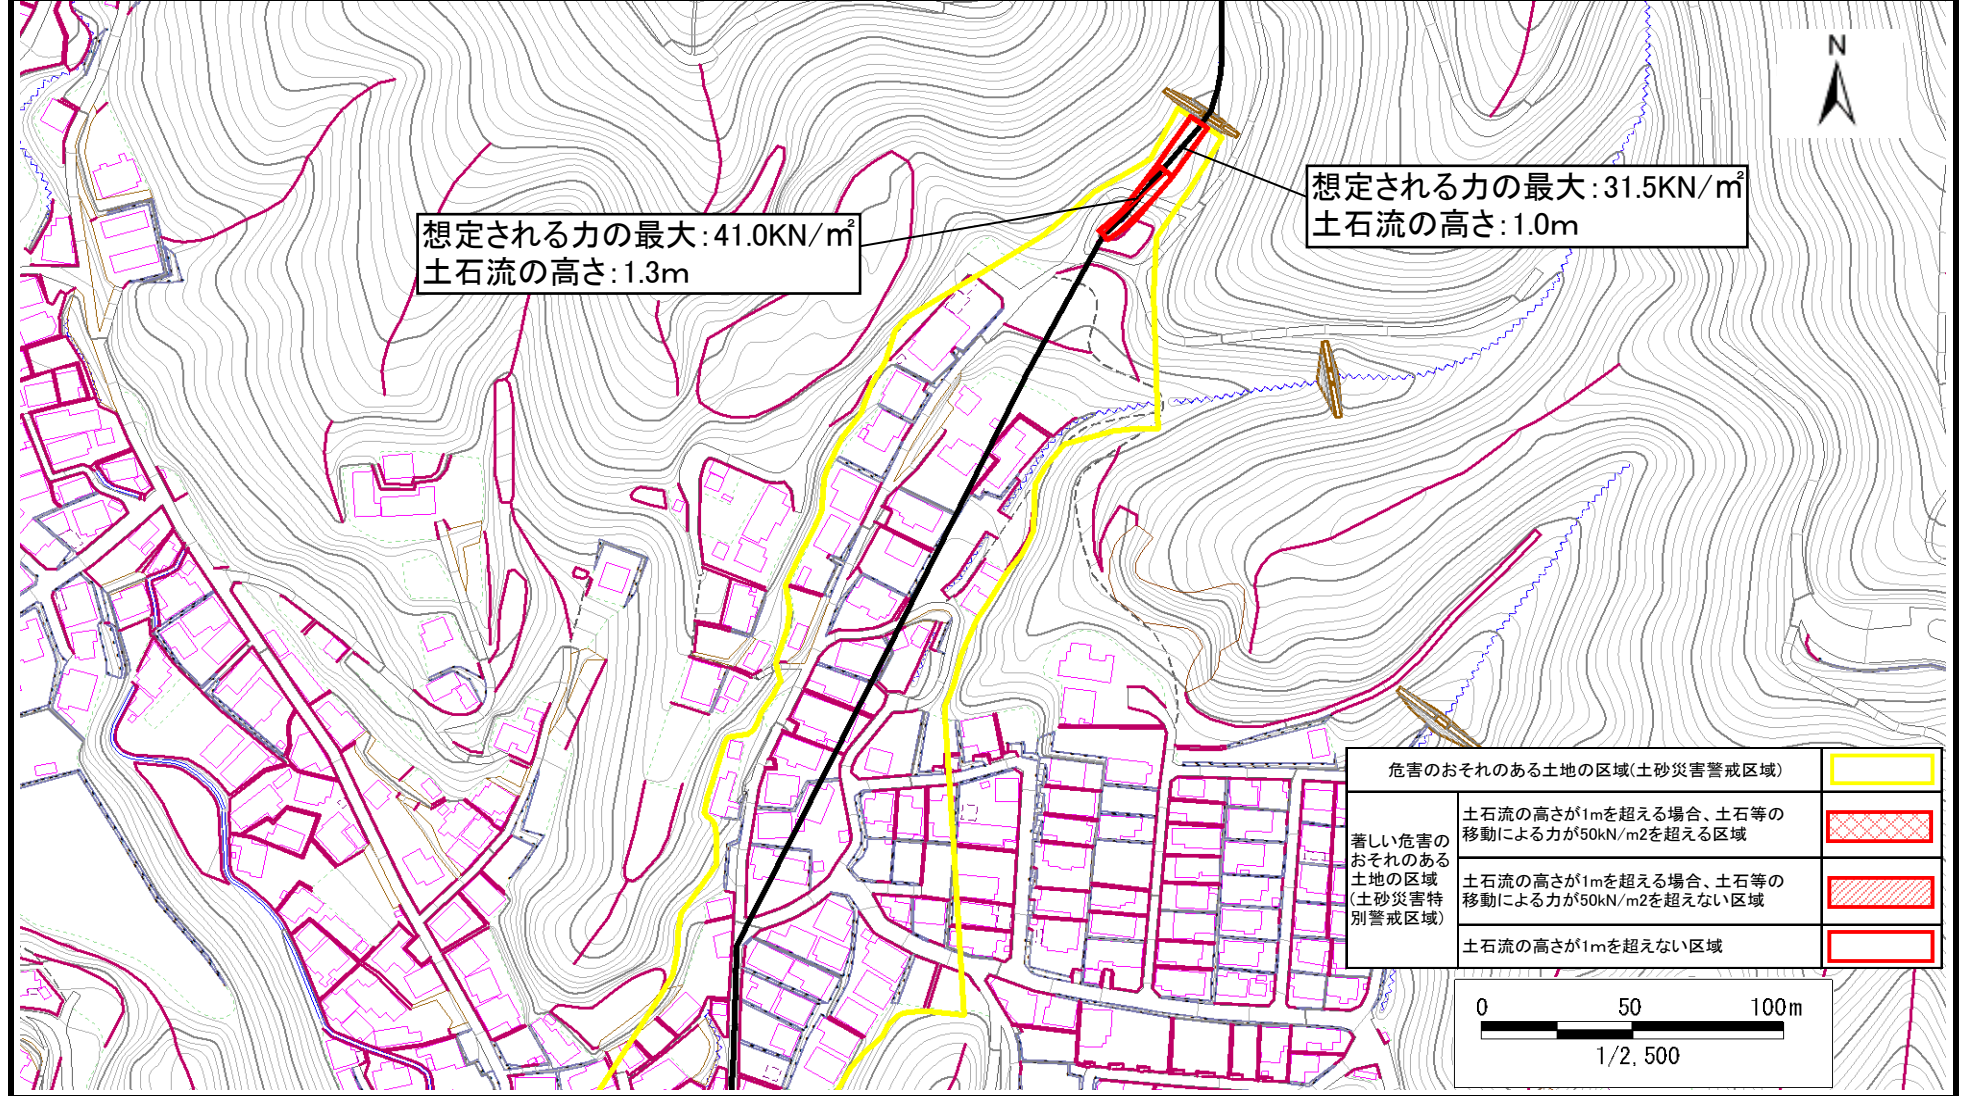 N
想定される力の最大:31.5KN/㎡
土石流の高さ:1.0m
想定される力の最大:41.0KN/㎡
土石流の高さ:1.3m
危害のおそれのある土地の区域(土砂災害警戒区域)
著しい危害の
おそれのある
土地の区域
(土砂災害特
別警戒区域)
土石流の高さが1mを超える場合、土石等の
移動による力が50kN/m2を超える区域
土石流の高さが1mを超える場合、土石等の
移動による力が50kN/m2を超えない区域
土石流の高さが1mを超えない区域
0 50 100m
1/2,500